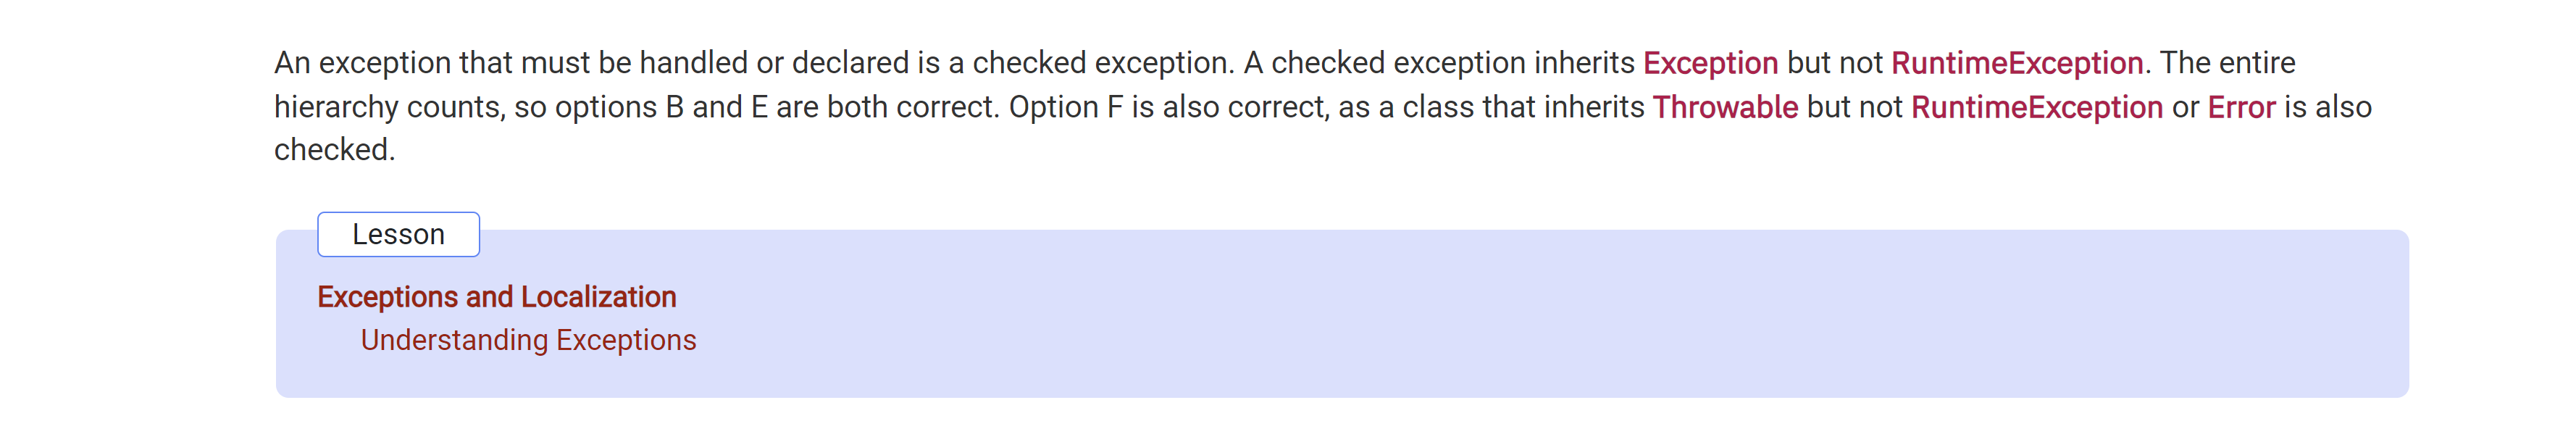 An exception that must be handled or declared is a checked exception. A checked exception inherits Exception but not RuntimeException. The entire
hierarchy counts, so options B and E are both correct. Option F is also correct, as a class that inherits Throwable but not RuntimeException or Error is also
checked.
Lesson
Exceptions and Localization
Understanding Exceptions